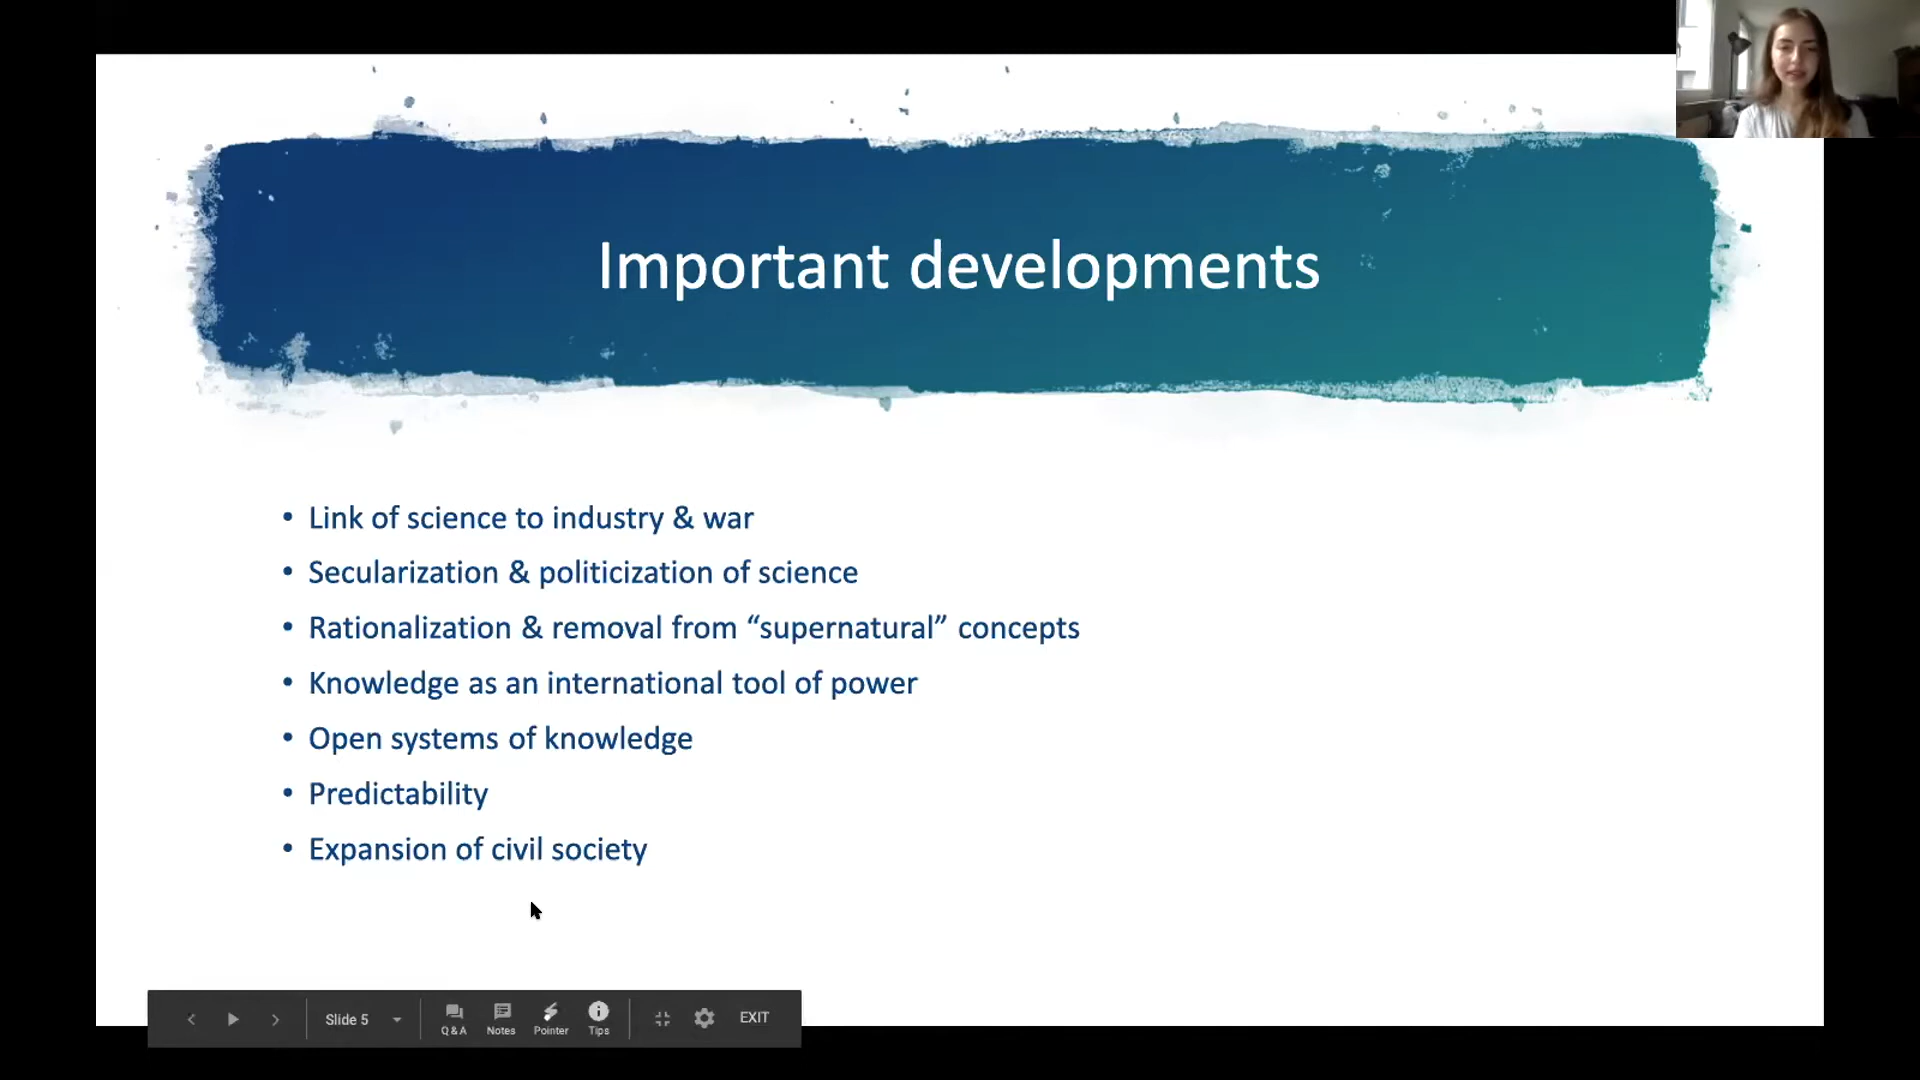 Important developments
• Link of science to industry & war
• Secularization & politicization of science
• Rationalization & removal from “supernatural” concepts
• Knowledge as an international tool of power
• Open systems of knowledge
• Predictability
• Expansion of civil society
Slide 5
Q & A
Notes
Pointer
Tips
EXIT